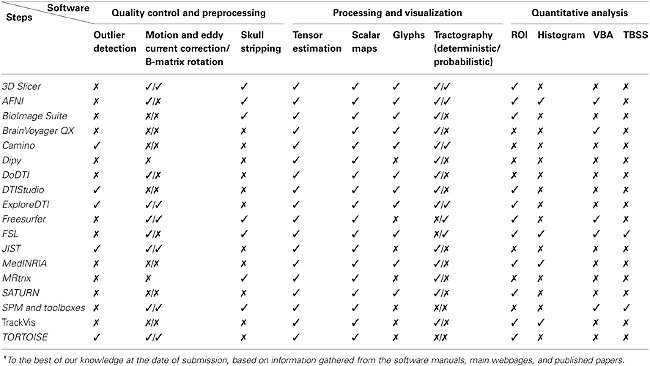 Software Quality control and preprocessing Processing and visualization Quantitative analysis
Steps
Outlier Motion and eddy Skull Tensor Scalar Glyphs Tractography ROI Histogram VBA TBSS
detection current correction/ stripping estimation maps (deterministic/
B-matrix rotation probabilistic)
3D Slicer ✗ ✓/✓ ✓ ✓ ✓ ✓ ✓/✓ ✓ ✗ ✗ ✗
AFNI ✗ ✓/✗ ✓ ✓ ✓ ✓ ✓/✓ ✓ ✓ ✓ ✗
BioImage Suite ✗ ✗/✗ ✓ ✓ ✓ ✓ ✓/✗ ✓ ✗ ✗ ✗
BrainVoyager QX ✗ ✗/✗ ✗ ✓ ✓ ✓ ✓/✗ ✗ ✗ ✓ ✗
Camino ✓ ✗/✗ ✗ ✓ ✓ ✓ ✓/✓ ✗ ✗ ✗ ✗
Dipy ✗ ✗ ✗ ✓ ✓ ✗ ✓/✓ ✗ ✗ ✗ ✗
DoDTI ✗ ✓/✗ ✗ ✓ ✓ ✓ ✓/✗ ✗ ✗ ✗ ✗
DTIStudio ✓ ✗/✗ ✗ ✓ ✓ ✓ ✓/✗ ✓ ✗ ✗ ✗
ExploreDTI ✓ ✓/✓ ✗ ✓ ✓ ✓ ✓/✗ ✓ ✗ ✗ ✗
Freesurfer ✗ ✓/✓ ✓ ✓ ✓ ✗ ✗/✓ ✓ ✗ ✓ ✗
FSL ✗ ✓/✗ ✓ ✓ ✓ ✓ ✗/✓ ✓ ✓ ✓ ✓
JIST ✓ ✓/✓ ✗ ✓ ✓ ✗ ✓/✗ ✗ ✗ ✗ ✗
MedINRIA ✗ ✗/✗ ✗ ✓ ✓ ✓ ✓/✗ ✓ ✓ ✗ ✗
MRtrix ✗ ✗ ✓ ✓ ✓ ✗ ✓/✓ ✗ ✗ ✗ ✗
SATURN ✗ ✗/✗ ✗ ✓ ✓ ✓ ✓/✗ ✓ ✗ ✗ ✗
SPM and toolboxes ✗ ✓/✓ ✓ ✓ ✓ ✗ ✗/✗ ✗ ✗ ✓ ✓
TrackVis ✗ ✗/✗ ✗ ✓ ✓ ✗ ✓/✗ ✓ ✓ ✗ ✗
TORTOISE ✓ ✓/✓ ✗ ✓ ✓ ✓ ✗/✗ ✓ ✗ ✗ ✗
*To the best of our knowledge at the date of submission, based on information gathered from the software manuals, main webpages, and published papers.